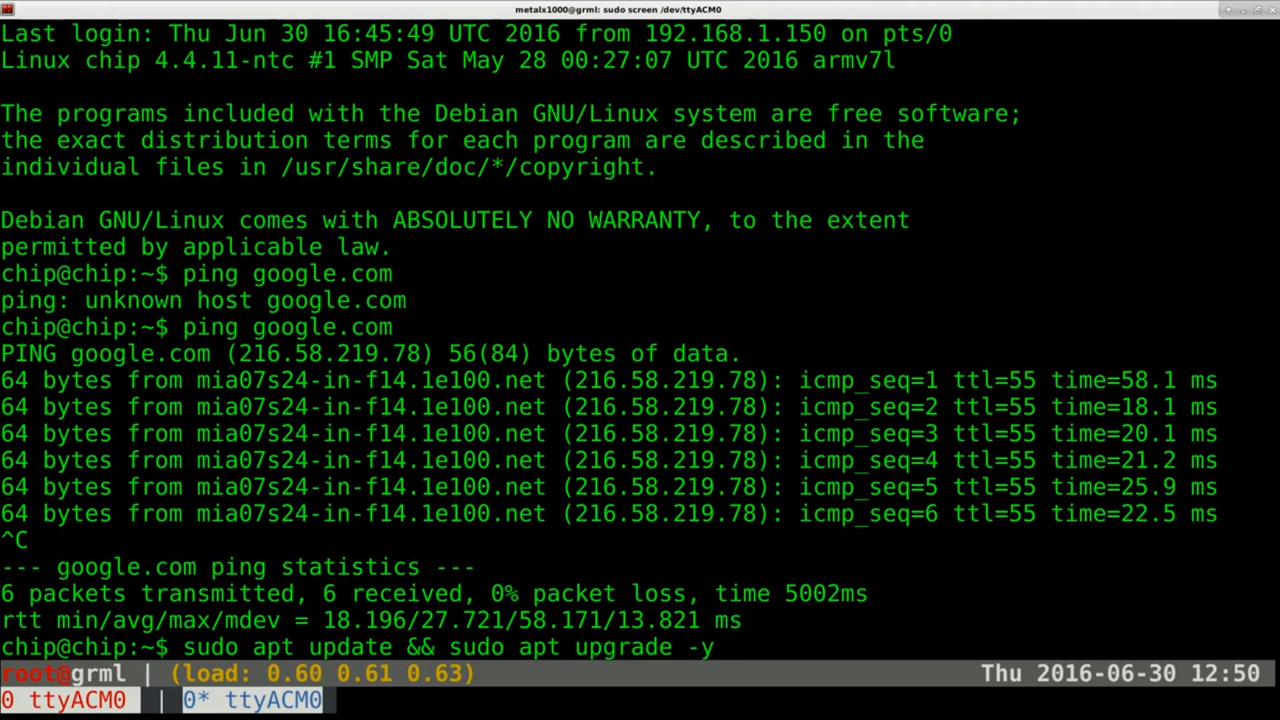 metalx1000@grml: sudo screen /dev/ttyACM0
Last login: Thu Jun 30 16:45:49 UTC 2016 from 192.168.1.150 on pts/0
Linux chip 4.4.11-ntc #1 SMP Sat May 28 00:27:07 UTC 2016 armv7l
The programs included with the Debian GNU/Linux system are free software;
the exact distribution terms for each program are described in the
individual files in /usr/share/doc/*/copyright.
Debian GNU/Linux comes with ABSOLUTELY NO WARRANTY, to the extent
permitted by applicable law.
chip@chip:~$ ping google.com
ping: unknown host google.com
chip@chip:~$ ping google.com
PING google.com (216.58.219.78) 56(84) bytes of data.
64 bytes from mia07s24-in-f14.1e100.net (216.58.219.78): icmp_seq=1 ttl=55 time=58.1 ms
64 bytes from mia07s24-in-f14.1e100.net (216.58.219.78): icmp_seq=2 ttl=55 time=18.1 ms
64 bytes from mia07s24-in-f14.1e100.net (216.58.219.78): icmp_seq=3 ttl=55 time=20.1 ms
64 bytes from mia07s24-in-f14.1e100.net (216.58.219.78): icmp_seq=4 ttl=55 time=21.2 ms
64 bytes from mia07s24-in-f14.1e100.net (216.58.219.78): icmp_seq=5 ttl=55 time=25.9 ms
64 bytes from mia07s24-in-f14.1e100.net (216.58.219.78): icmp_seq=6 ttl=55 time=22.5 ms
^C
--- google.com ping statistics ---
6 packets transmitted, 6 received, 0% packet loss, time 5002ms
rtt min/avg/max/mdev = 18.196/27.721/58.171/13.821 ms
chip@chip:~$ sudo apt update && sudo apt upgrade -y
root@grml | (load: 0.60 0.61 0.63) Thu 2016-06-30 12:50
0 ttyACM0 | 0* ttyACM0